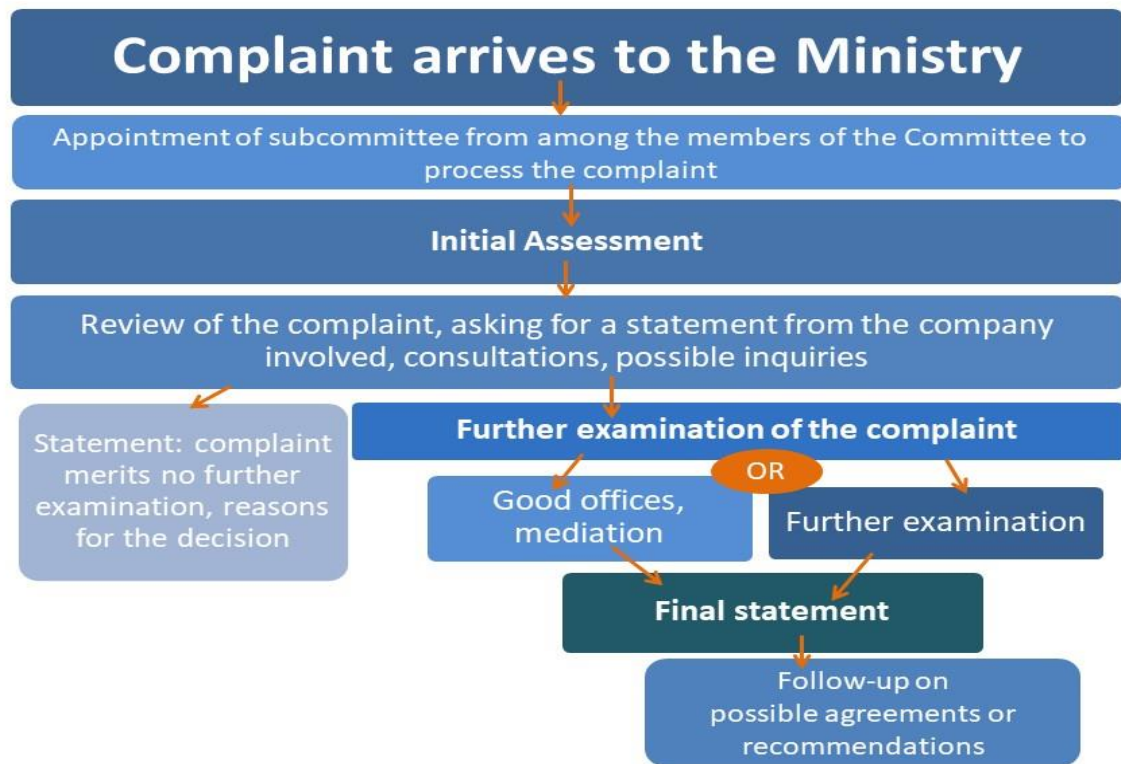 Complaint arrives to the Ministry
Appointment of subcommittee from among the members of the Committee to
process the complaint
Initial Assessment
Review of the complaint, asking for a statement from the company
involved, consultations, possible inquiries
Statement: complaint
merits no further
examination, reasons
for the decision
Further examination of the complaint
OR
Good offices,
mediation
Further examination
Final statement
Follow-up on
possible agreements or
recommendations